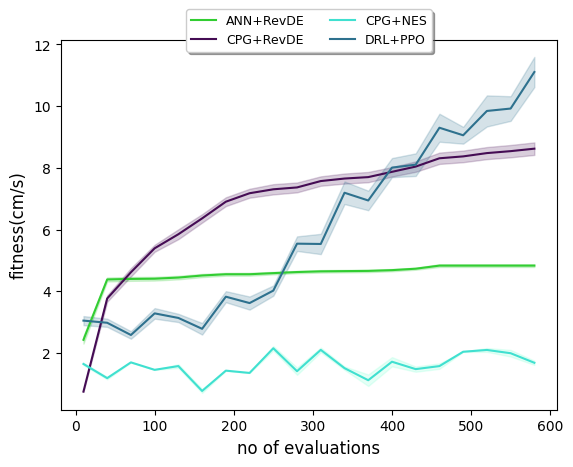 ANN+RevDE CPG+NES
CPG+RevDE DRL+PPO
12
10
8
6
4
2
fitness(cm/s)
0 100 200 300 400 500 600
no of evaluations